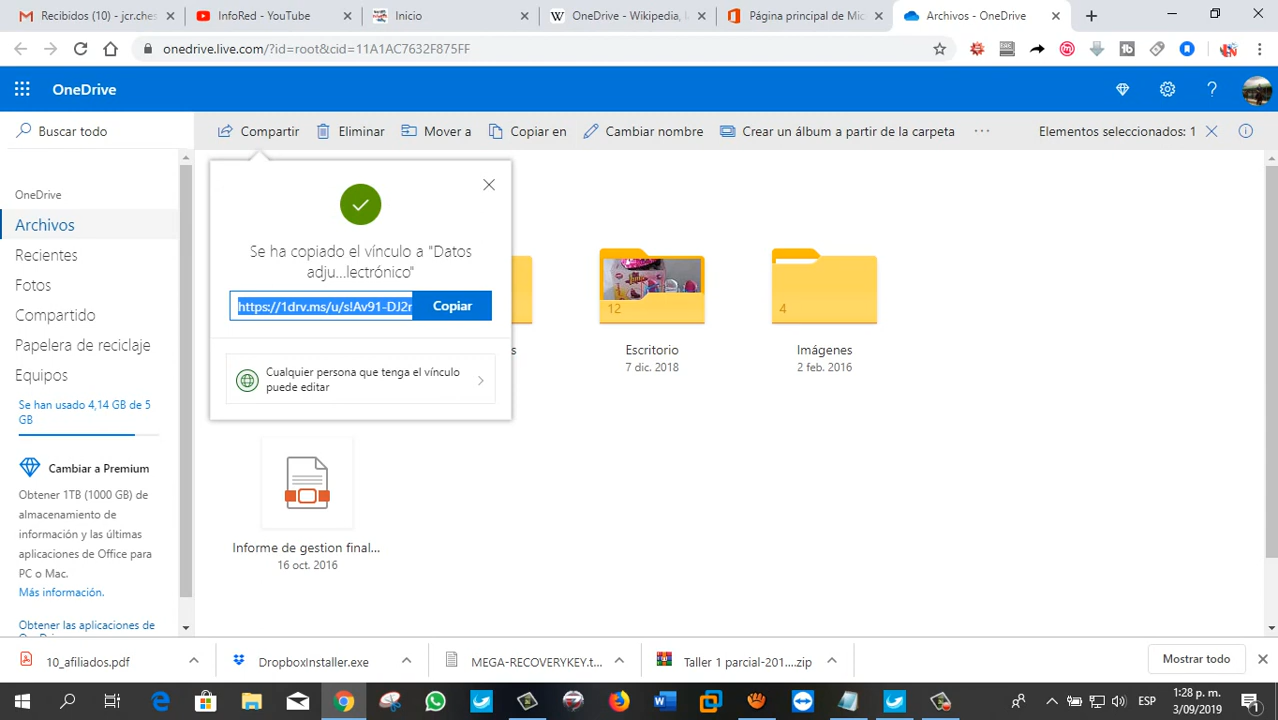 Recibidos (10) - jcr.ches
InfoRed - YouTube
Inicio
OneDrive - Wikipedia, l
Página principal de Mic
Archivos - OneDrive
onedrive.live.com/?id=root&cid=11A1AC7632F875FF
OneDrive
Buscar todo
Compartir
Eliminar
Mover a
Copiar en
Cambiar nombre
Crear un álbum a partir de la carpeta
Elementos seleccionados: 1
OneDrive
Archivos
Recientes
Fotos
Compartido
Papelera de reciclaje
Equipos
Se han usado 4,14 GB de 5
GB
Cambiar a Premium
Obtener 1TB (1000 GB) de
almacenamiento de
información y las últimas
aplicaciones de Office para
PC o Mac.
Más información.
Obtener las aplicaciones de
Se ha copiado el vínculo a "Datos
adju...lectrónico"
https://1drv.ms/u/s!Av91-DJ2r
Copiar
Cualquier persona que tenga el vínculo
puede editar
s
12
Escritorio
7 dic. 2018
4
Imágenes
2 feb. 2016
Informe de gestion final...
16 oct. 2016
10_afiliados.pdf
DropboxInstaller.exe
MEGA-RECOVERYKEY.t...
Taller 1 parcial-201....zip
Mostrar todo
ESP
1:28 p. m.
3/09/2019
1